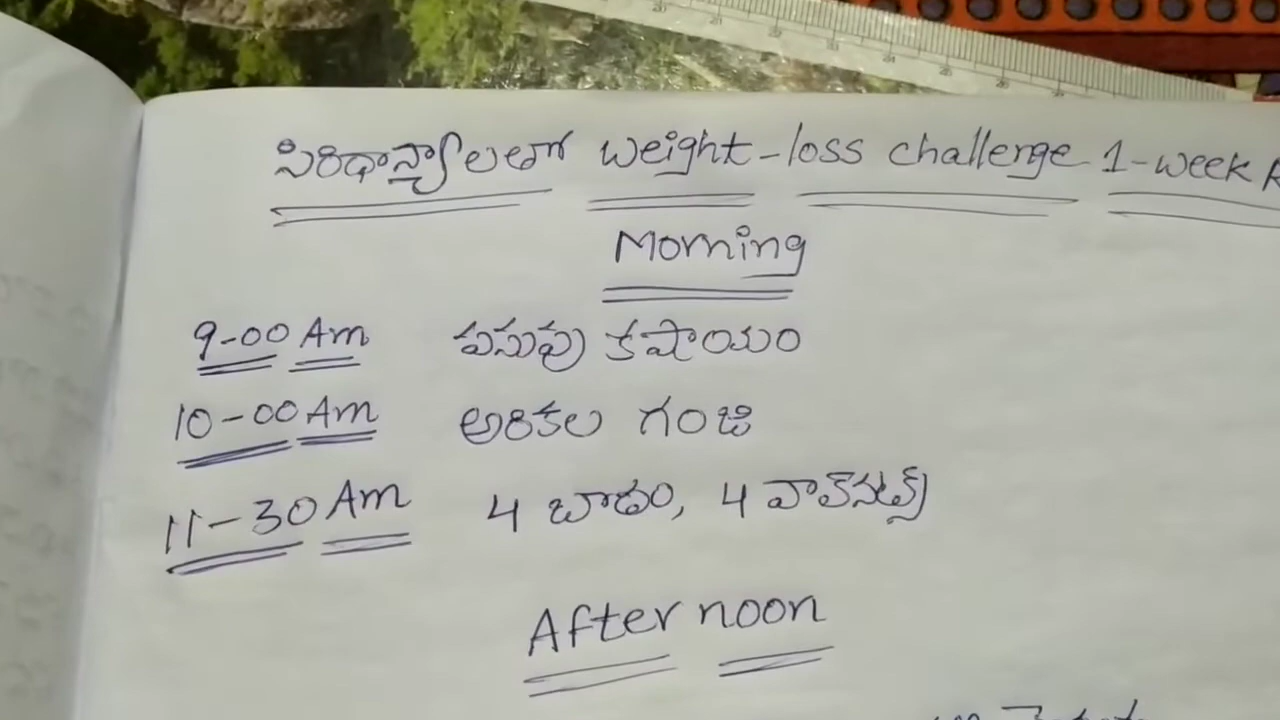 సిరిధాన్యాలతో weight-loss challenge 1-week
Morning
9-00 Am పసుపు కషాయం
10-00 Am అరికల గంజి
11-30 Am 4 బాదం, 4 వాల్‌నట్స్
After noon